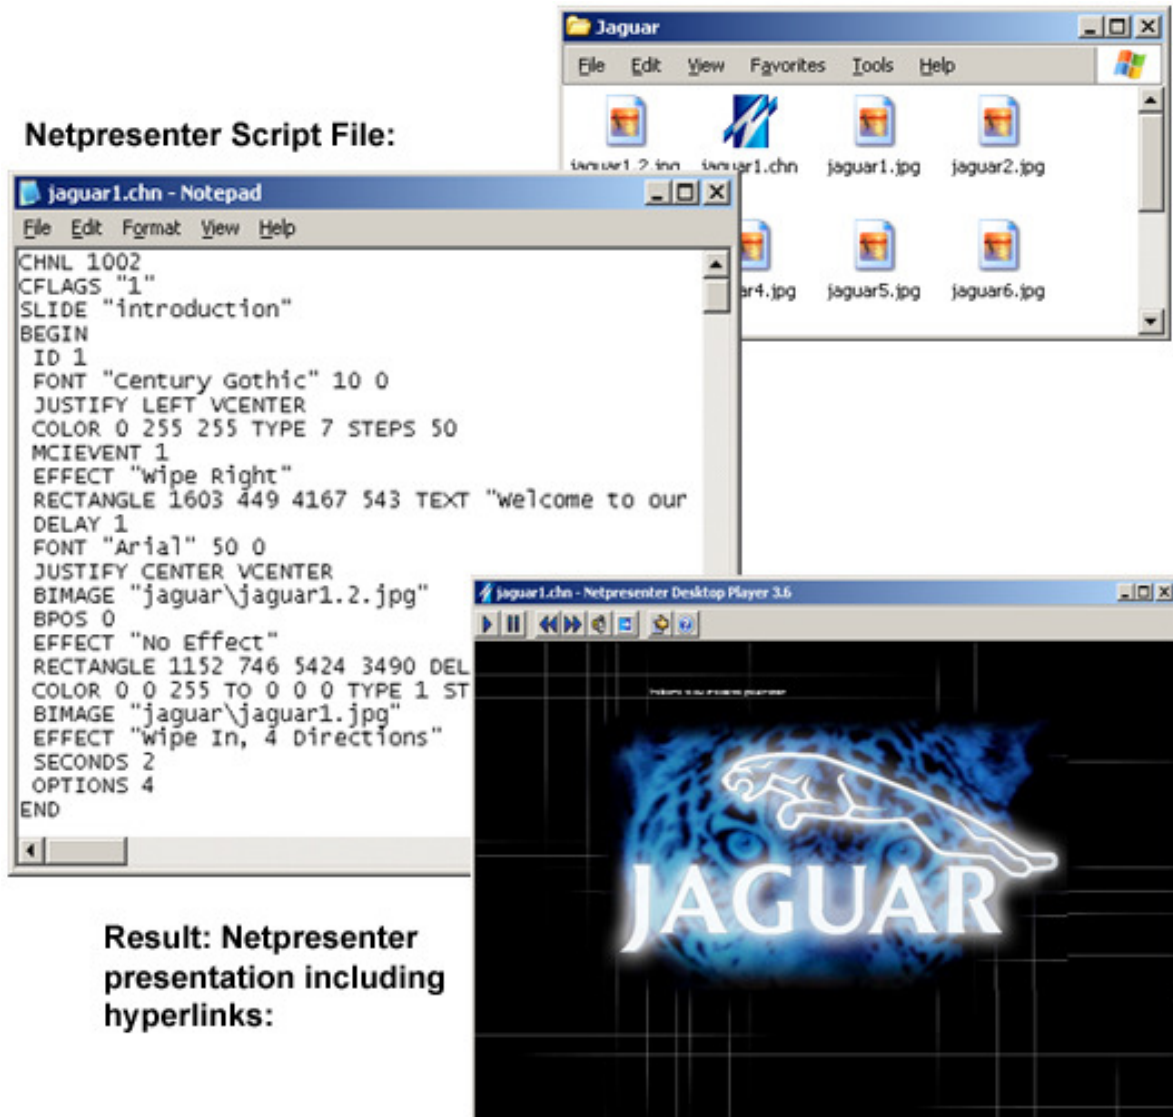 Jaguar
File Edit View Favorites Tools Help
jaguar1.2.jpg jaguar1.chn jaguar1.jpg jaguar2.jpg
ar4.jpg jaguar5.jpg jaguar6.jpg
Netpresenter Script File:
jaguar1.chn - Notepad
File Edit Format View Help
CHNL 1002
CFLAGS "1"
SLIDE "introduction"
BEGIN
ID 1
FONT "Century Gothic" 10 0
JUSTIFY LEFT VCENTER
COLOR 0 255 255 TYPE 7 STEPS 50
MCIEVENT 1
EFFECT "Wipe Right"
RECTANGLE 1603 449 4167 543 TEXT "Welcome to our
DELAY 1
FONT "Arial" 50 0
JUSTIFY CENTER VCENTER
BIMAGE "jaguar\jaguar1.2.jpg"
BPOS 0
EFFECT "No Effect"
RECTANGLE 1152 746 5424 3490 DEL
COLOR 0 0 255 TO 0 0 0 TYPE 1 ST
BIMAGE "jaguar\jaguar1.jpg"
EFFECT "Wipe In, 4 Directions"
SECONDS 2
OPTIONS 4
END
jaguar1.chn - Netpresenter Desktop Player 3.6
JAGUAR
Result: Netpresenter
presentation including
hyperlinks: